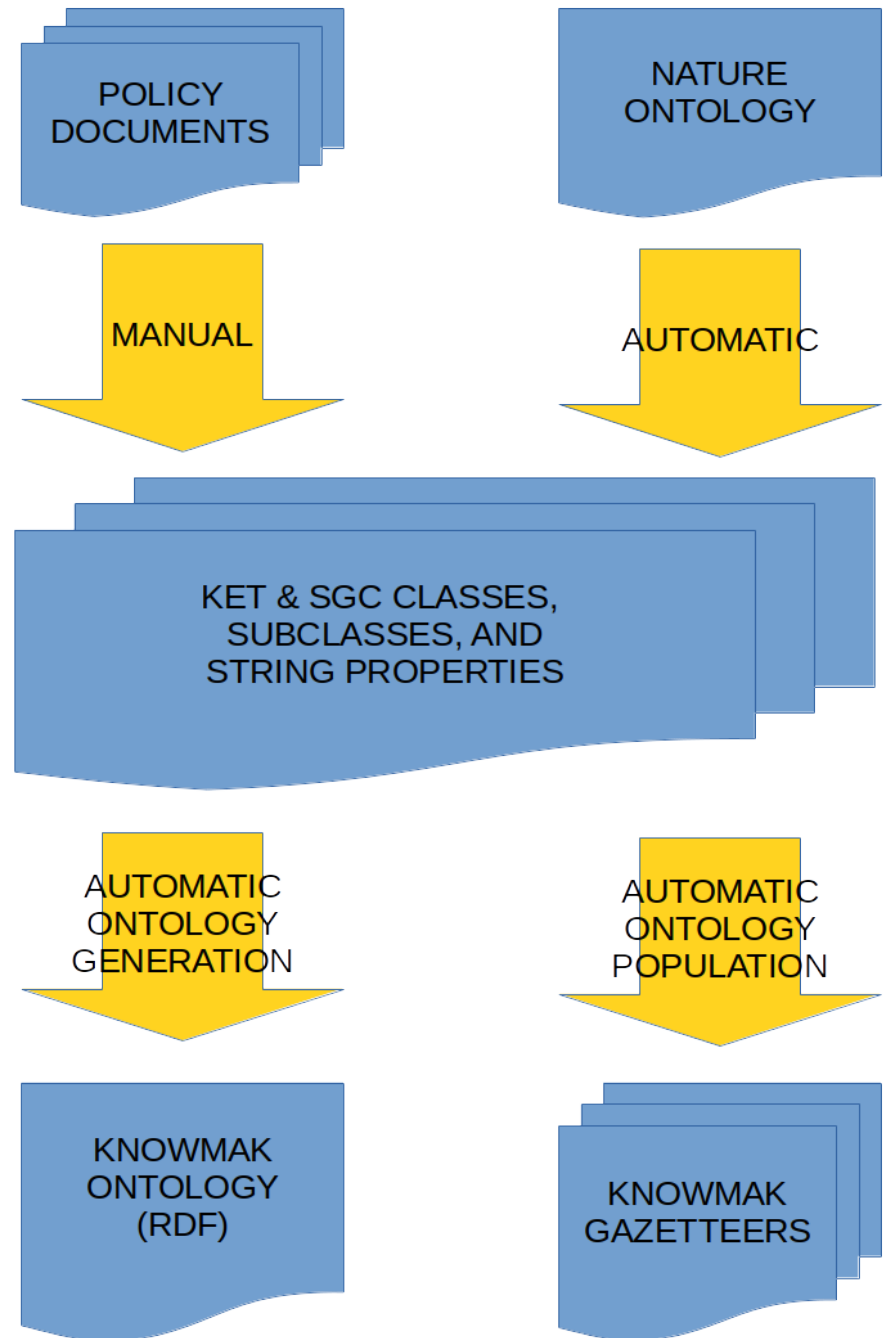 POLICY
DOCUMENTS
NATURE
ONTOLOGY
MANUAL
AUTOMATIC
KET & SGC CLASSES,
SUBCLASSES, AND
STRING PROPERTIES
AUTOMATIC
ONTOLOGY
GENERATION
AUTOMATIC
ONTOLOGY
POPULATION
KNOWMAK
ONTOLOGY
(RDF)
KNOWMAK
GAZETTEERS